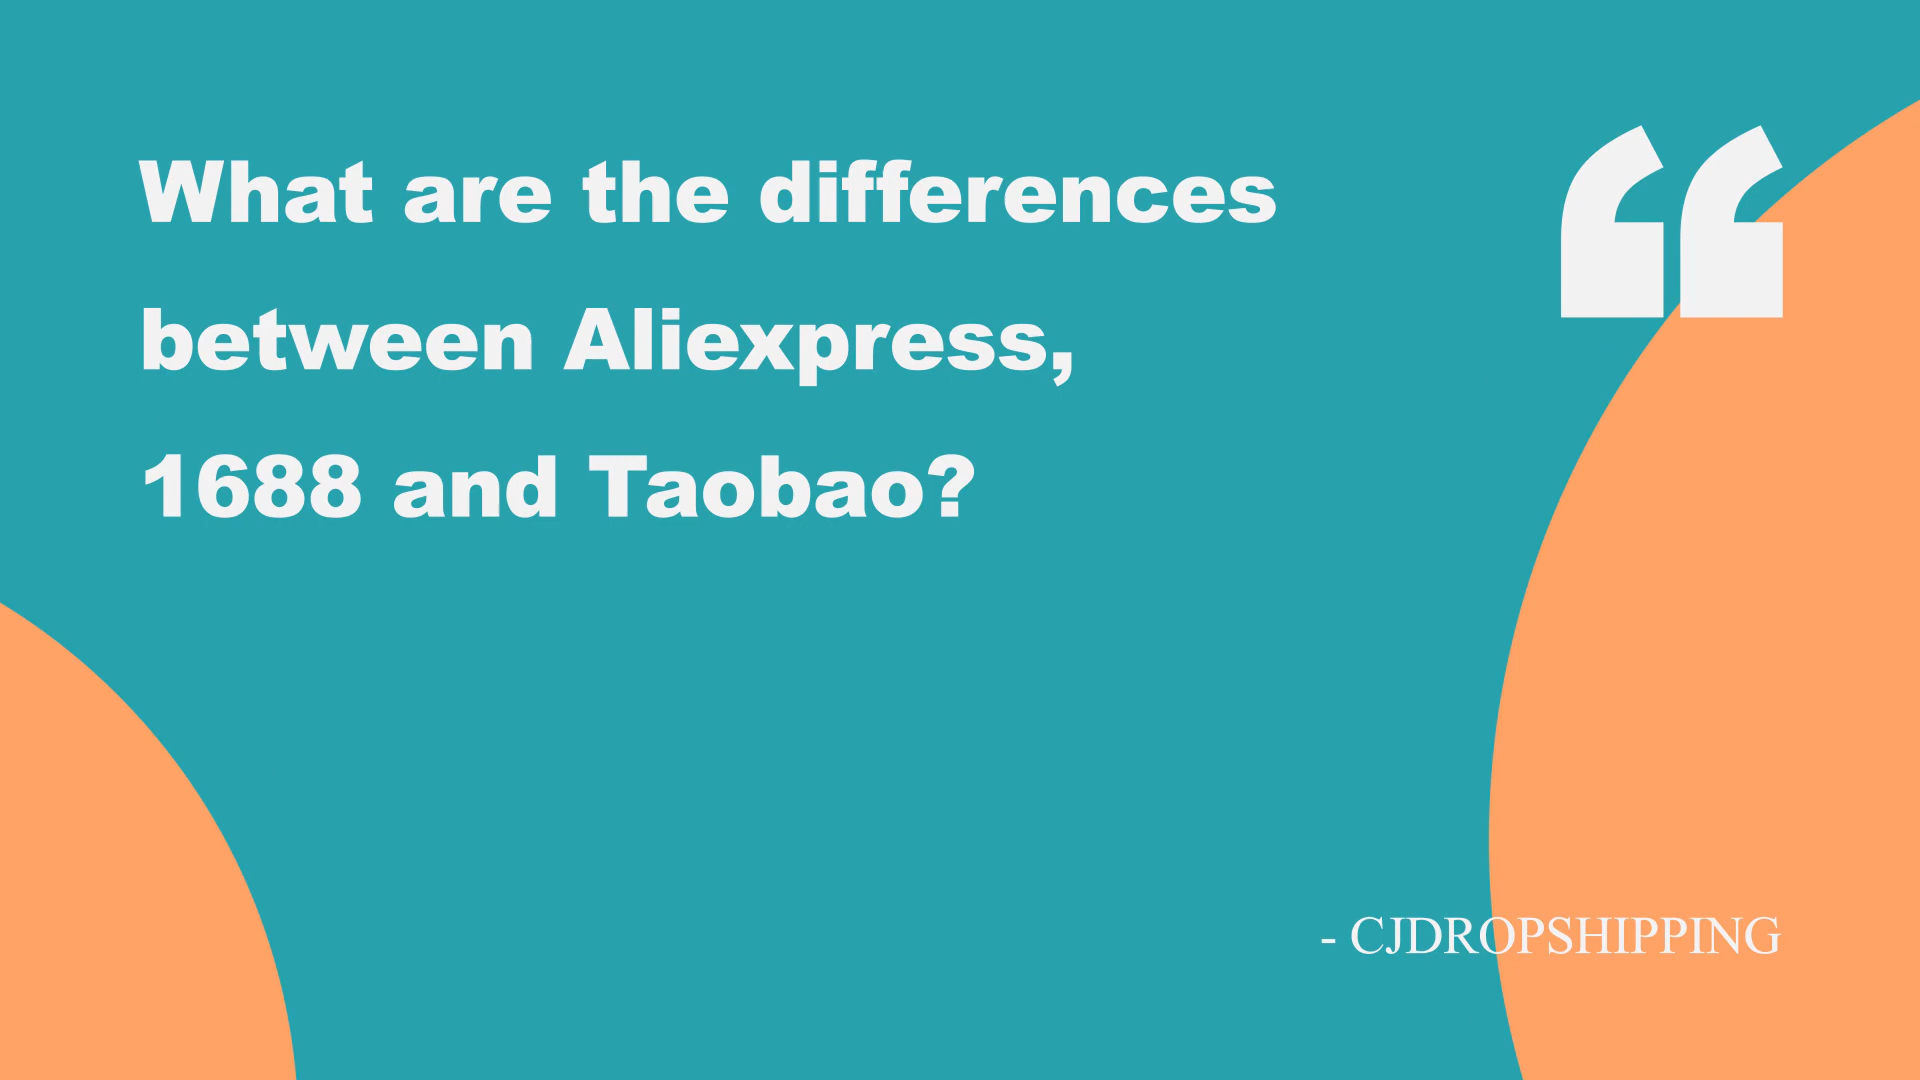 What are the differences
between Aliexpress,
1688 and Taobao?
“
- CJDROPSHIPPING